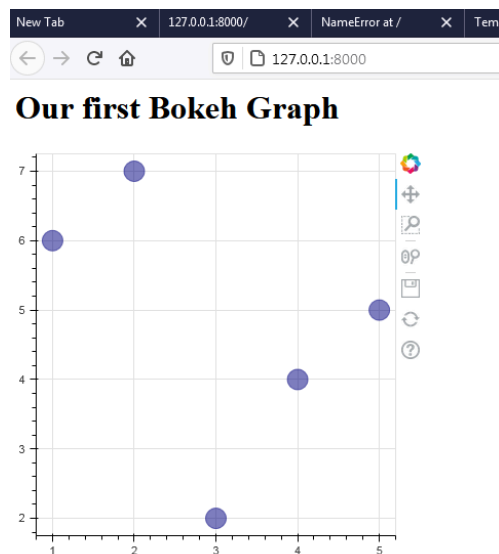 New Tab 127.0.0.1:8000/ NameError at / Tem
127.0.0.1:8000
Our first Bokeh Graph
7
6
5
4
3
2
1 2 3 4 5